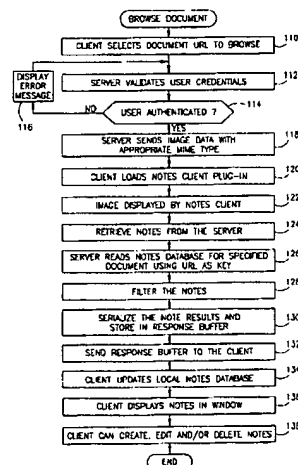 BROWSE DOCUMENT
CLIENT SELECTS DOCUMENT URL TO BROWSE
110
DISPLAY
ERROR
MESSAGE
116
SERVER VALIDATES USER CREDENTIALS
112
NO
USER AUTHENTICATED ?
114
YES
SERVER SENDS IMAGE DATA WITH
APPROPRIATE MIME TYPE
118
CLIENT LOADS NOTES CLIENT PLUG-IN
120
IMAGE DISPLAYED BY NOTES CLIENT
122
RETRIEVE NOTES FROM THE SERVER
124
SERVER READS NOTES DATABASE FOR SPECIFIED
DOCUMENT USING URL AS KEY
126
FILTER THE NOTES
128
SERIALIZE THE NOTE RESULTS AND
STORE IN RESPONSE BUFFER
130
SEND RESPONSE BUFFER TO THE CLIENT
132
CLIENT UPDATES LOCAL NOTES DATABASE
134
CLIENT DISPLAYS NOTES IN WINDOW
CLIENT CAN CREATE, EDIT AND/OR DELETE NOTES
END